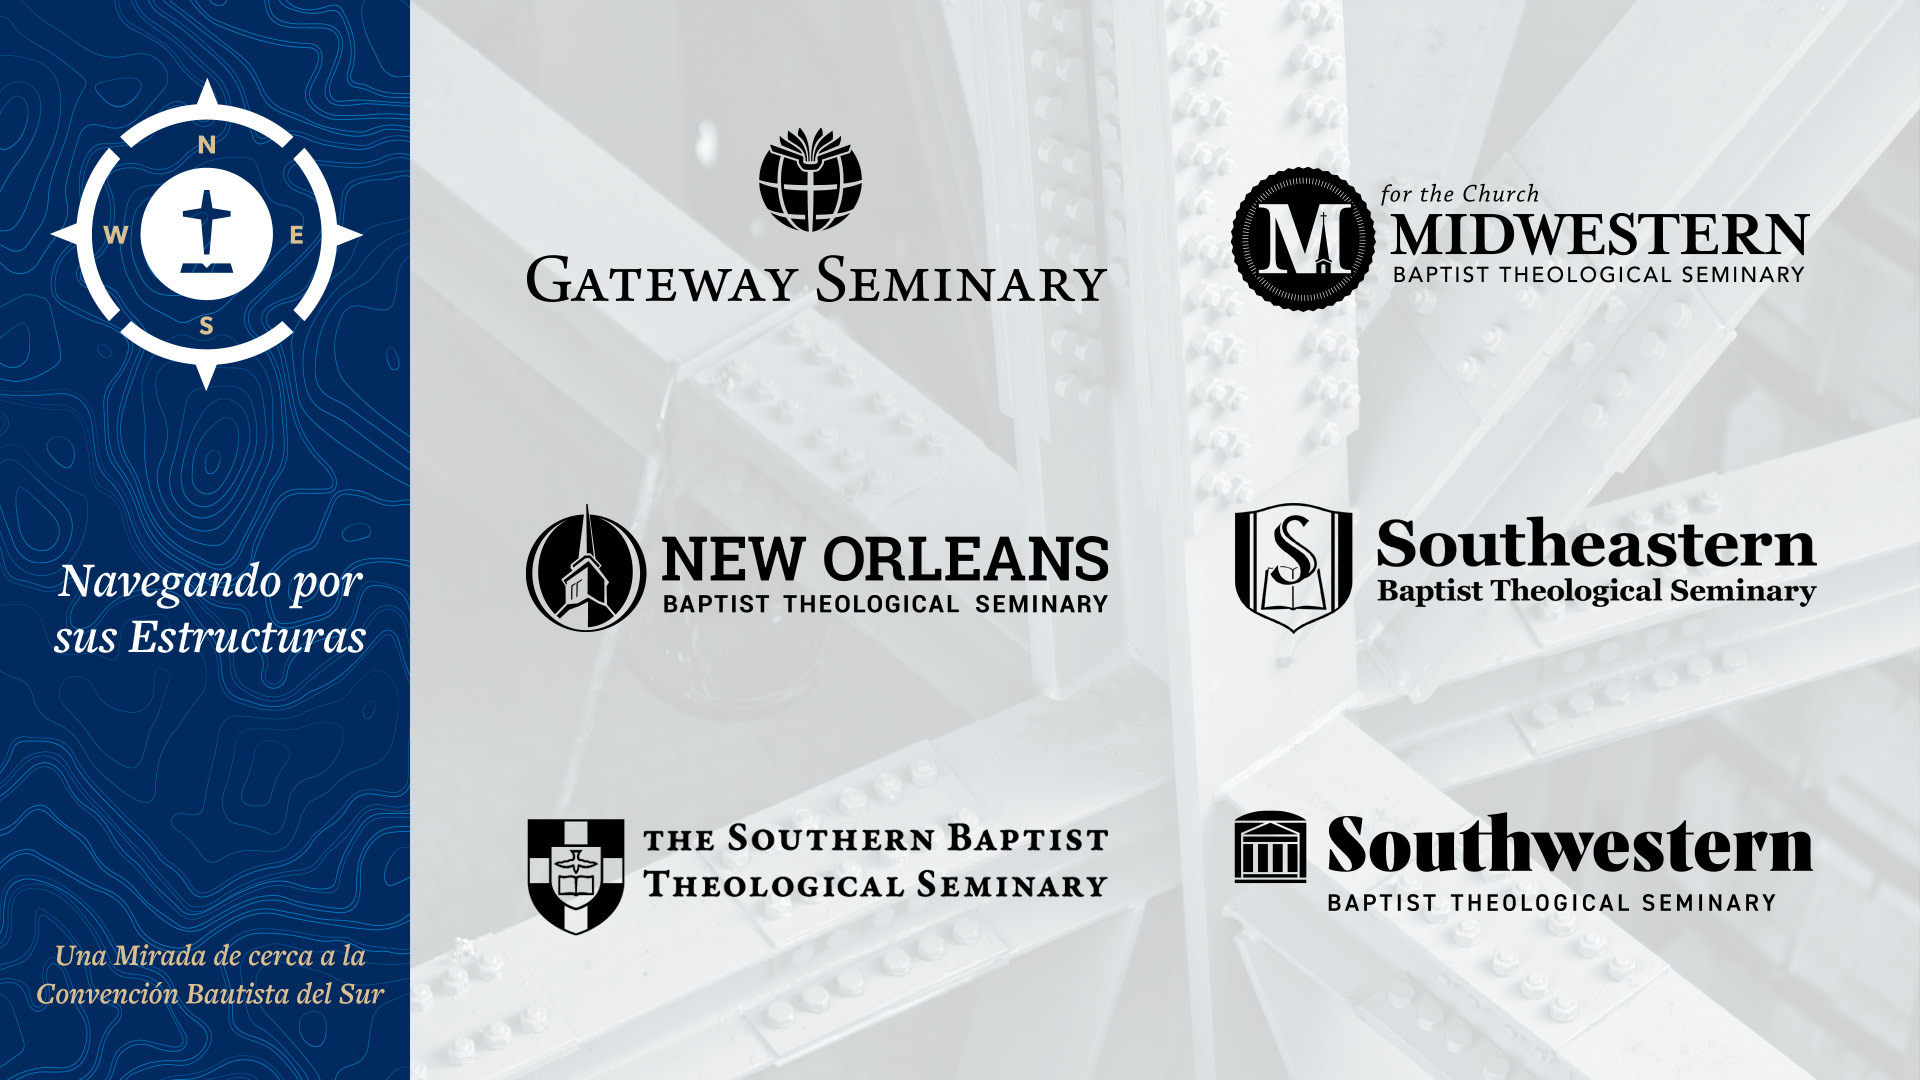 N
W E
S
Navegando por
sus Estructuras
Una Mirada de cerca a la
Convención Bautista del Sur
GATEWAY SEMINARY
M
for the Church
MIDWESTERN
BAPTIST THEOLOGICAL SEMINARY
NEW ORLEANS
BAPTIST THEOLOGICAL SEMINARY
S
Southeastern
Baptist Theological Seminary
THE SOUTHERN BAPTIST
THEOLOGICAL SEMINARY
Southwestern
BAPTIST THEOLOGICAL SEMINARY